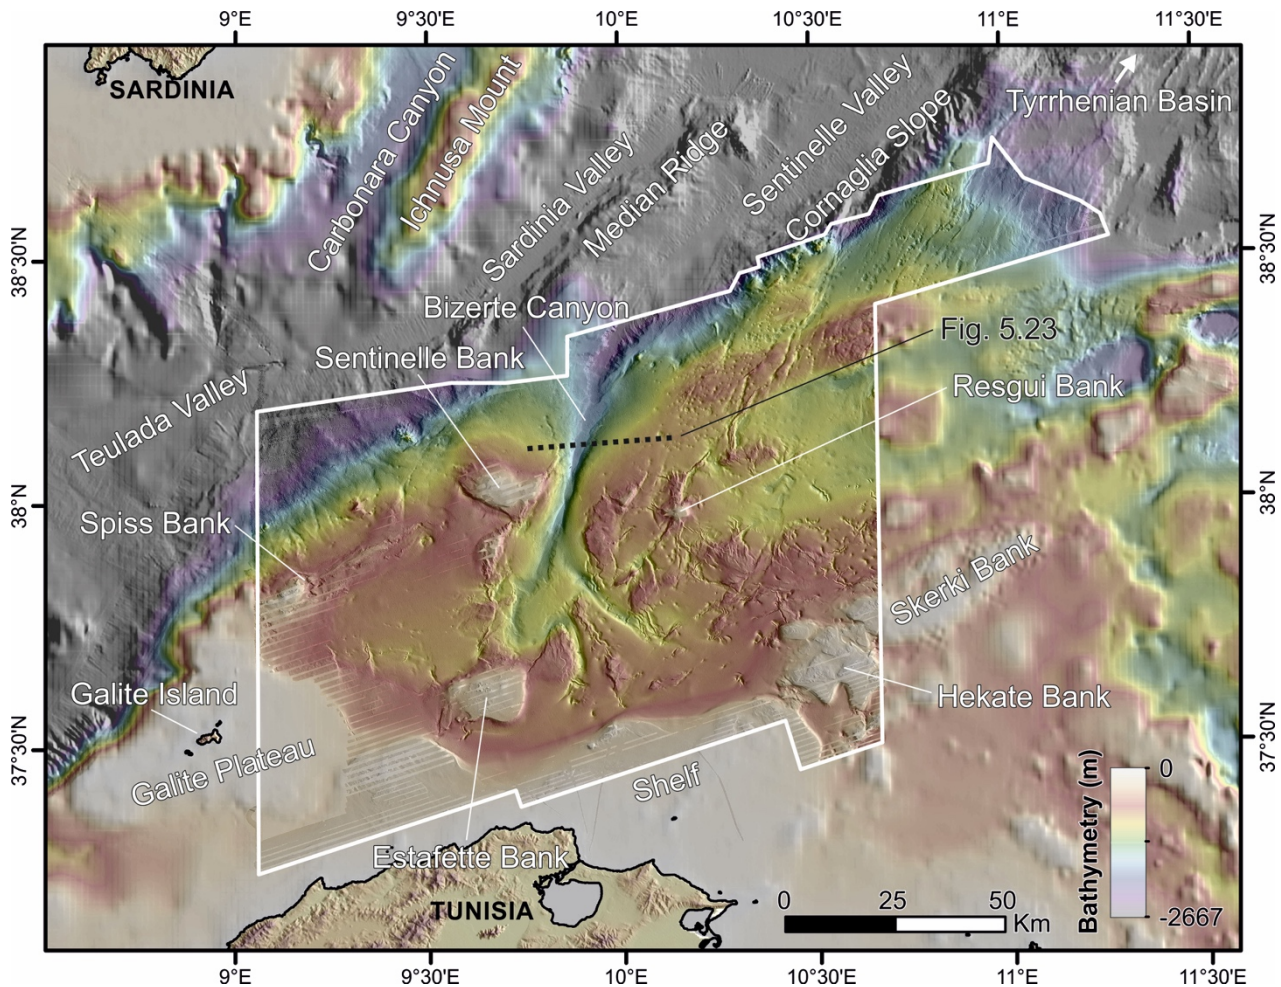 9°E
9°30'E
10°E
10°30'E
11°E
11°30'E
SARDINIA
Carbonara Canyon
Ichnusa Mount
Sardinia Valley
Median Ridge
Sentinelle Valley
Cornaglia Slope
Tyrrhenian Basin
38°30'N
38°30'N
Bizerte Canyon
Fig. 5.23
Sentinelle Bank
Resgui Bank
Teulada Valley
38°N
38°N
Spiss Bank
Skerki Bank
Galite Island
Hekate Bank
37°30'N
37°30'N
Galite Plateau
Shelf
Bathymetry (m)
0
-2667
Estafette Bank
TUNISIA
0
25
50
Km
9°E
9°30'E
10°E
10°30'E
11°E
11°30'E